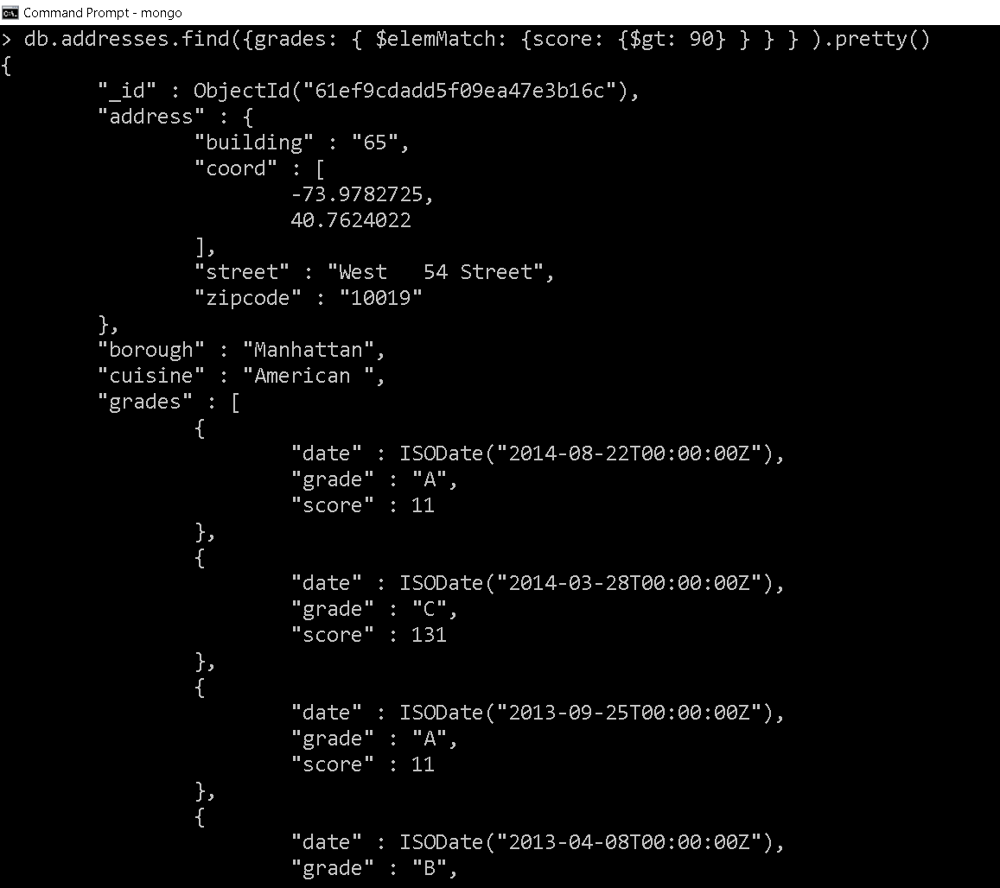 Command Prompt - mongo
> db.addresses.find({grades: { $elemMatch: {score: {$gt: 90} } } } ).pretty()
{
        "_id" : ObjectId("61ef9cdadd5f09ea47e3b16c"),
        "address" : {
                "building" : "65",
                "coord" : [
                        -73.9782725,
                        40.7624022
                ],
                "street" : "West   54 Street",
                "zipcode" : "10019"
        },
        "borough" : "Manhattan",
        "cuisine" : "American ",
        "grades" : [
                {
                        "date" : ISODate("2014-08-22T00:00:00Z"),
                        "grade" : "A",
                        "score" : 11
                },
                {
                        "date" : ISODate("2014-03-28T00:00:00Z"),
                        "grade" : "C",
                        "score" : 131
                },
                {
                        "date" : ISODate("2013-09-25T00:00:00Z"),
                        "grade" : "A",
                        "score" : 11
                },
                {
                        "date" : ISODate("2013-04-08T00:00:00Z"),
                        "grade" : "B",